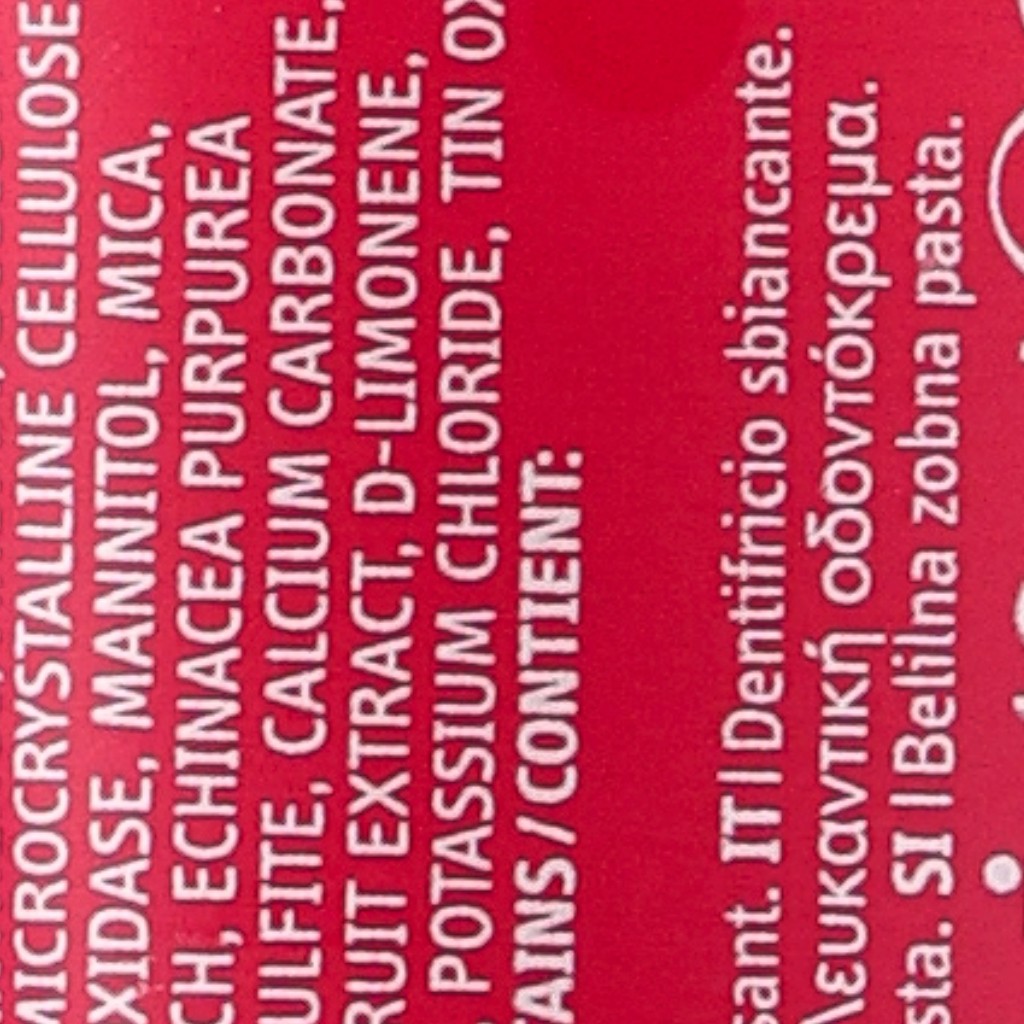 MICROCRYSTALLINE CELLULOSE
XIDASE, MANNITOL, MICA,
CH, ECHINACEA PURPUREA
ULFITE, CALCIUM CARBONATE,
RUIT EXTRACT, D-LIMONENE,
POTASSIUM CHLORIDE, TIN OX
TAINS / CONTIENT:
sant. IT | Dentifricio sbiancante.
Λευκαντική οδοντόκρεμα.
sta. SI | Belilna zobna pasta.